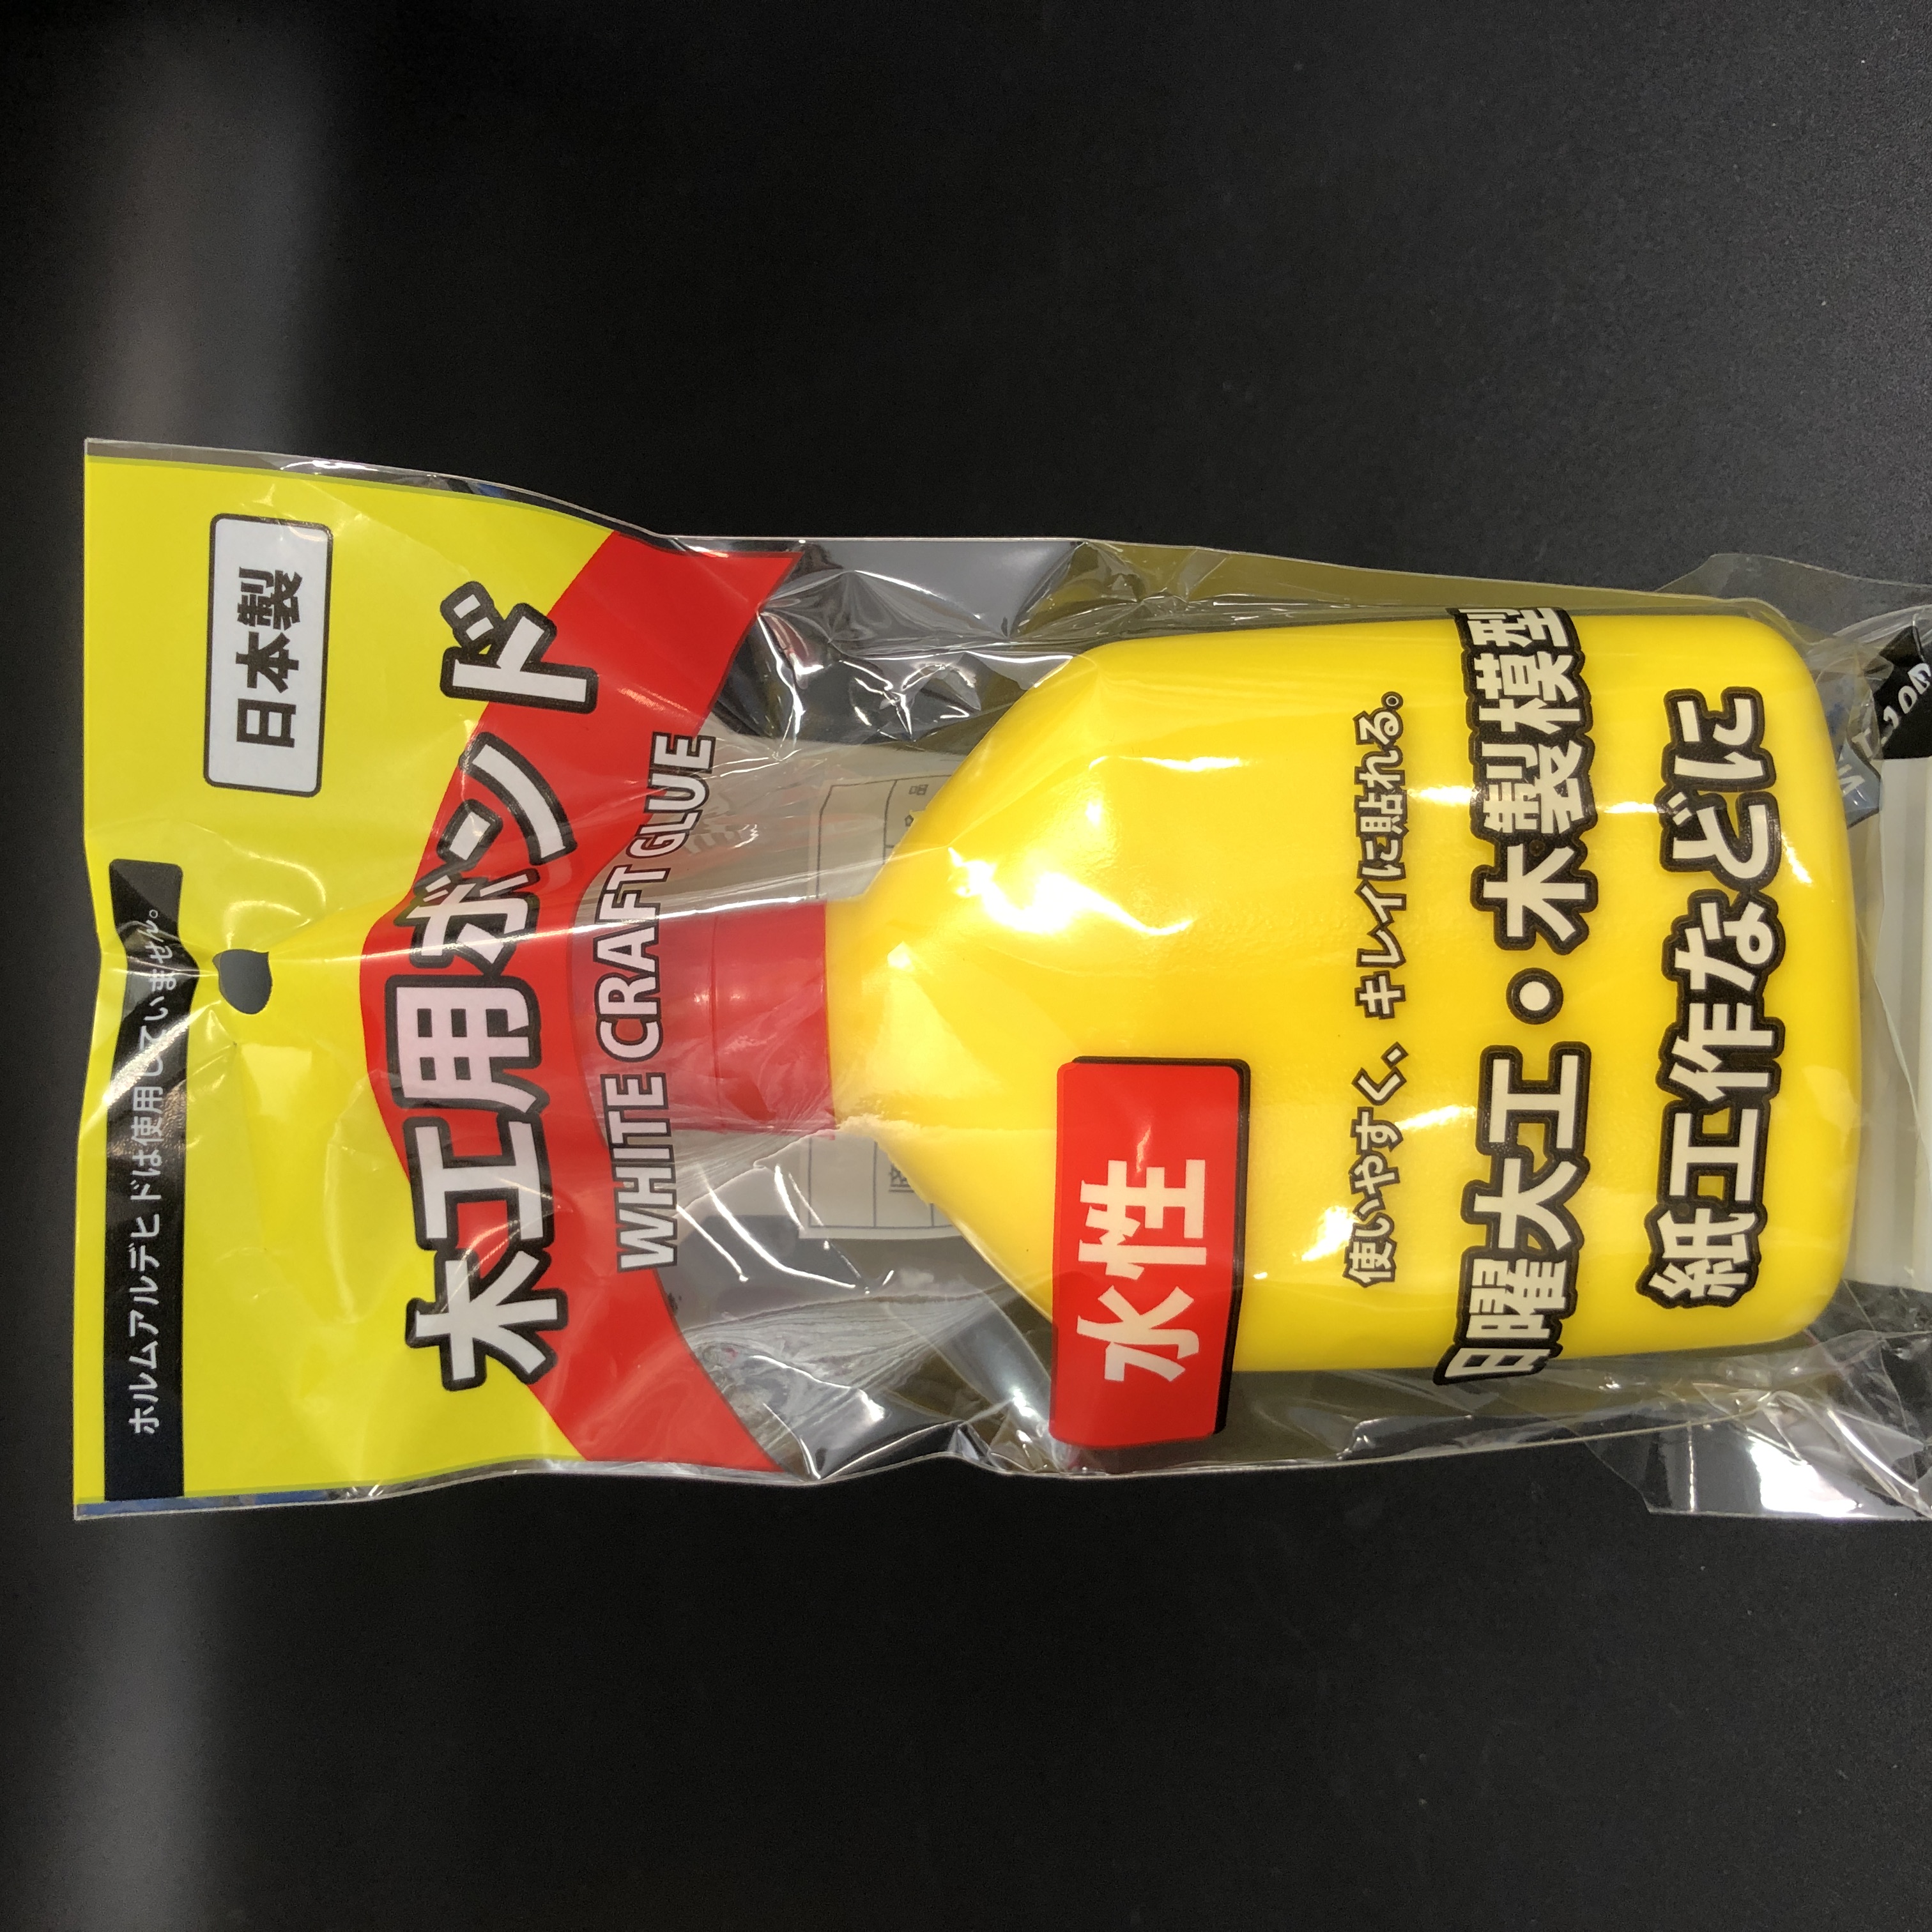 ホルムアルデヒドは使用していません。
日本製
木工用ボンド
WHITE CRAFT GLUE
水性
使いやすく、キレイに貼れる。
日曜大工・木製模型
紙工作などに